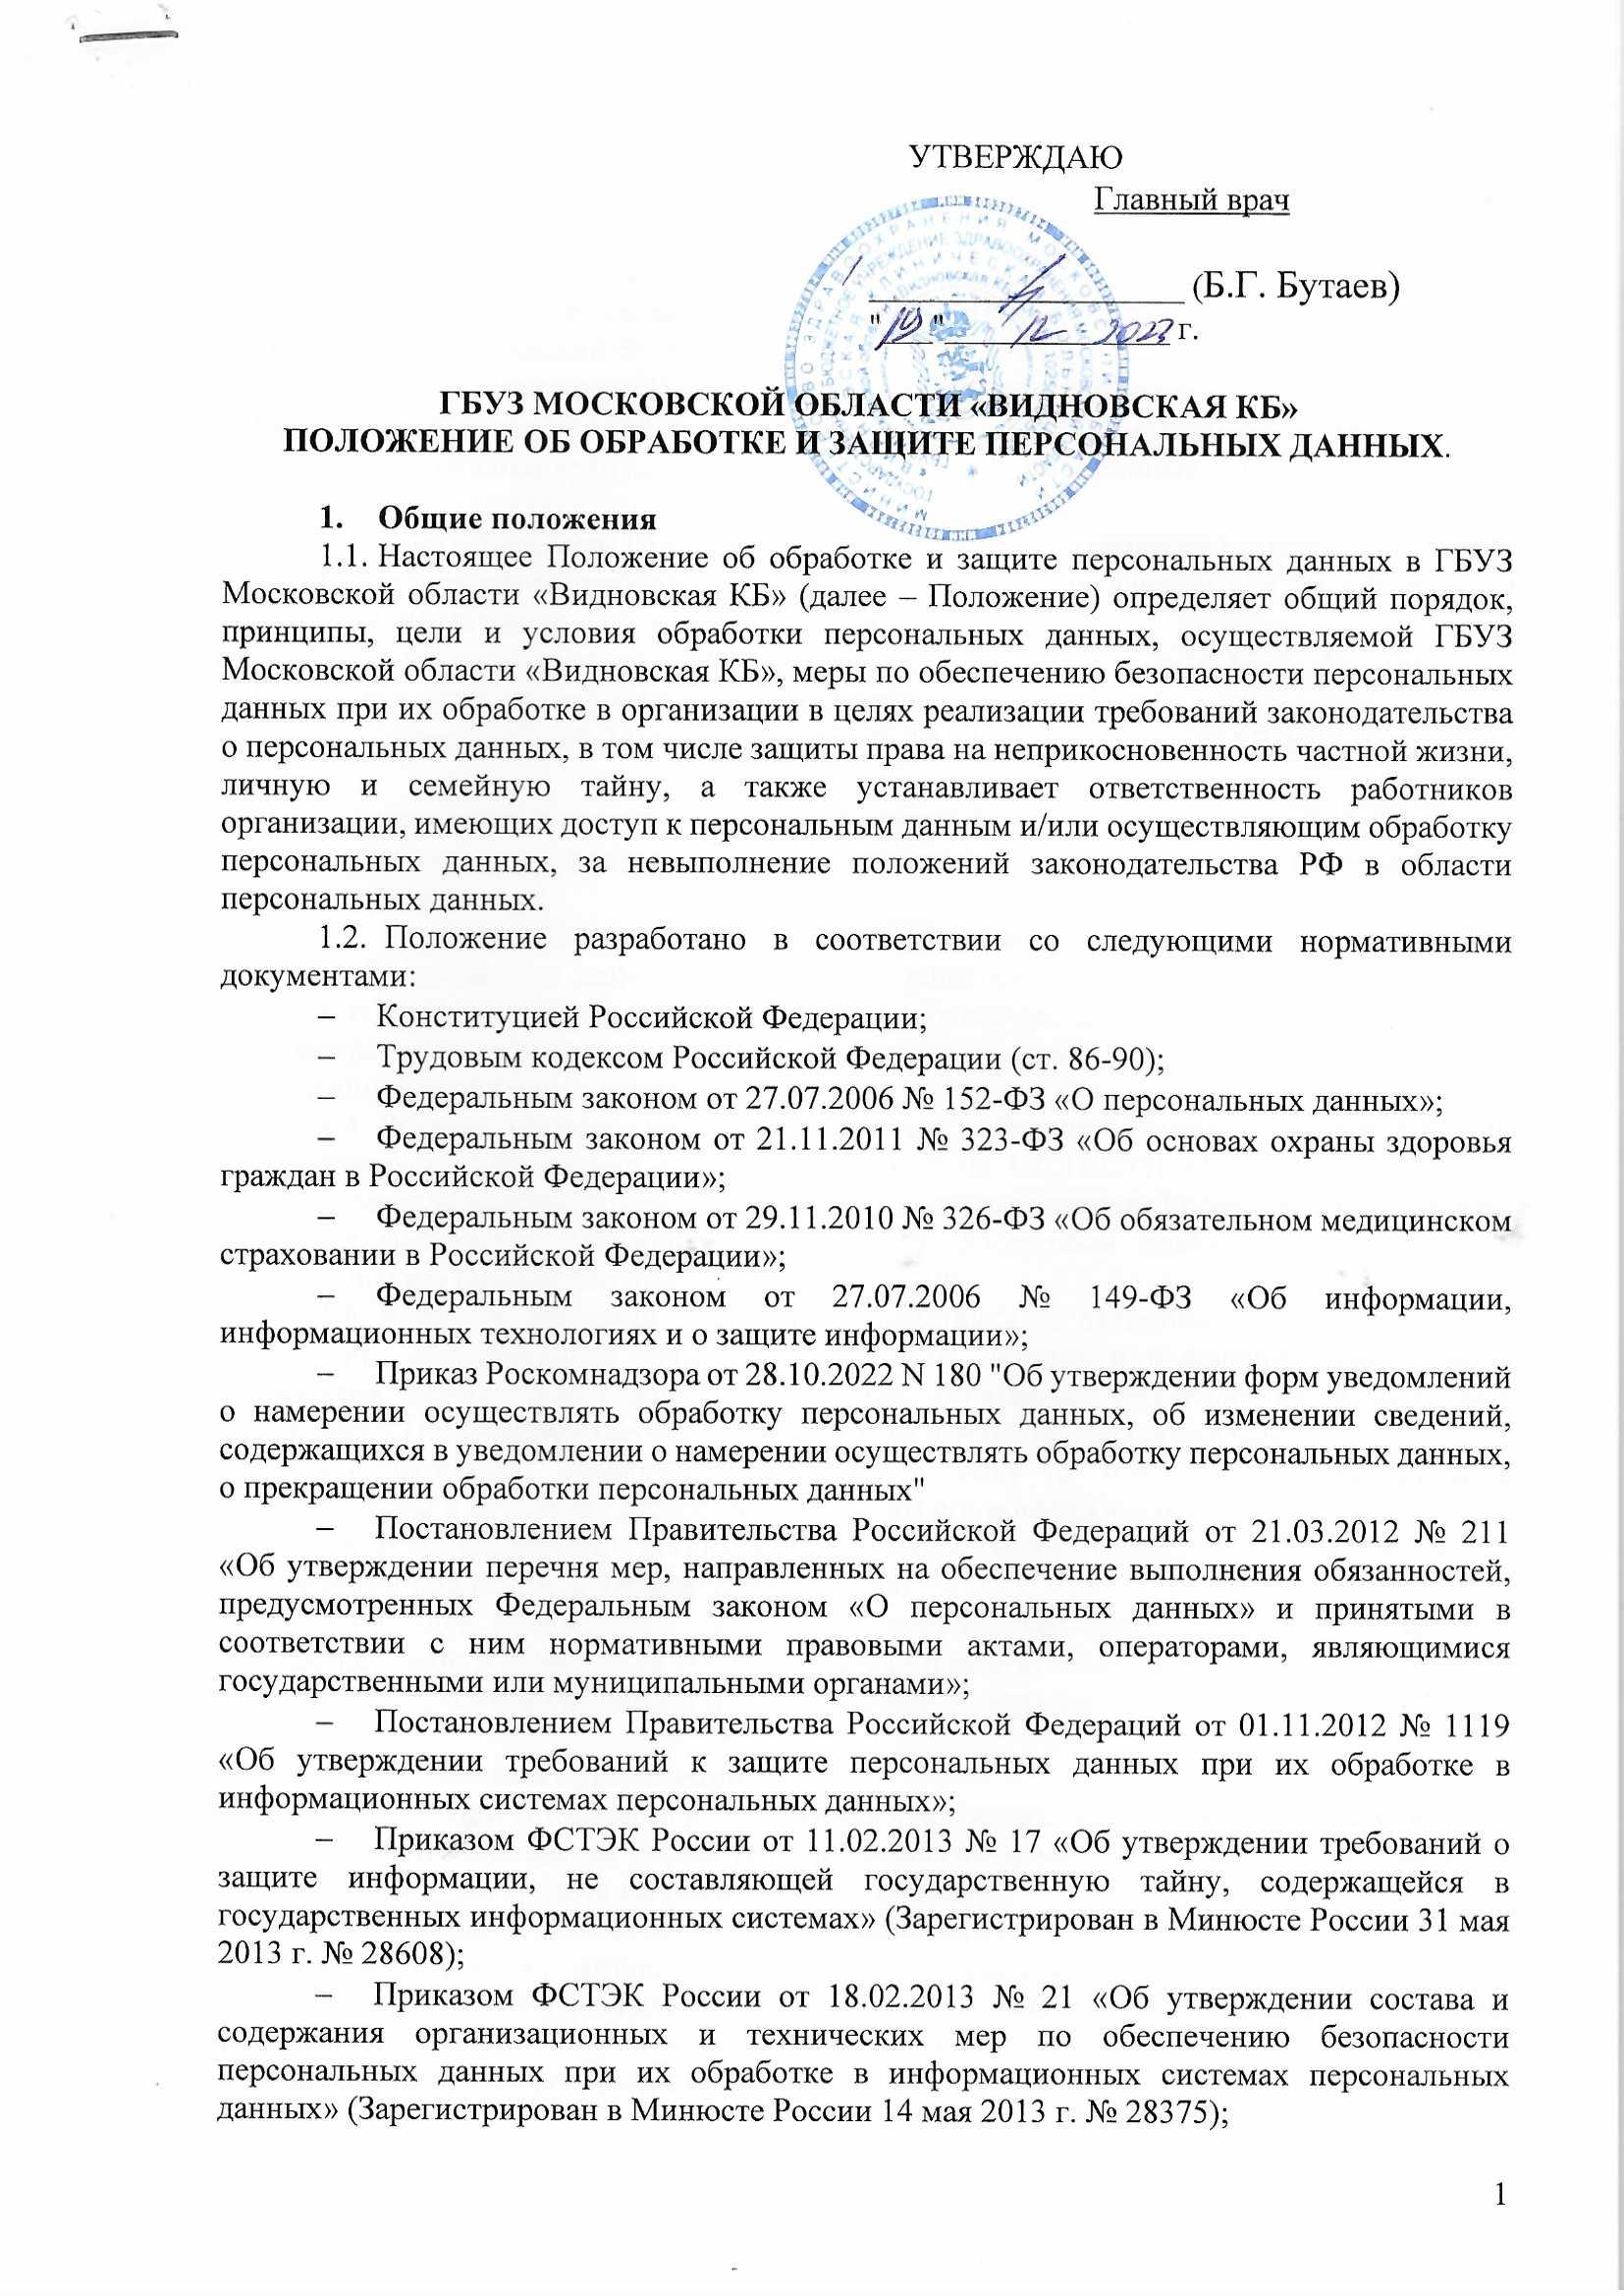 УТВЕРЖДАЮ
Главный врач
(Б.Г. Бутаев)
"19" 12 2022 г.
ГБУЗ МОСКОВСКОЙ ОБЛАСТИ «ВИДНОВСКАЯ КБ»
ПОЛОЖЕНИЕ ОБ ОБРАБОТКЕ И ЗАЩИТЕ ПЕРСОНАЛЬНЫХ ДАННЫХ.
1. Общие положения
1.1. Настоящее Положение об обработке и защите персональных данных в ГБУЗ
Московской области «Видновская КБ» (далее – Положение) определяет общий порядок,
принципы, цели и условия обработки персональных данных, осуществляемой ГБУЗ
Московской области «Видновская КБ», меры по обеспечению безопасности персональных
данных при их обработке в организации в целях реализации требований законодательства
о персональных данных, в том числе защиты права на неприкосновенность частной жизни,
личную и семейную тайну, а также устанавливает ответственность работников
организации, имеющих доступ к персональным данным и/или осуществляющим обработку
персональных данных, за невыполнение положений законодательства РФ в области
персональных данных.
1.2. Положение разработано в соответствии со следующими нормативными
документами:
– Конституцией Российской Федерации;
– Трудовым кодексом Российской Федерации (ст. 86-90);
– Федеральным законом от 27.07.2006 № 152-ФЗ «О персональных данных»;
– Федеральным законом от 21.11.2011 № 323-ФЗ «Об основах охраны здоровья
граждан в Российской Федерации»;
– Федеральным законом от 29.11.2010 № 326-ФЗ «Об обязательном медицинском
страховании в Российской Федерации»;
– Федеральным законом от 27.07.2006 № 149-ФЗ «Об информации,
информационных технологиях и о защите информации»;
– Приказ Роскомнадзора от 28.10.2022 N 180 "Об утверждении форм уведомлений
о намерении осуществлять обработку персональных данных, об изменении сведений,
содержащихся в уведомлении о намерении осуществлять обработку персональных данных,
о прекращении обработки персональных данных"
– Постановлением Правительства Российской Федераций от 21.03.2012 № 211
«Об утверждении перечня мер, направленных на обеспечение выполнения обязанностей,
предусмотренных Федеральным законом «О персональных данных» и принятыми в
соответствии с ним нормативными правовыми актами, операторами, являющимися
государственными или муниципальными органами»;
– Постановлением Правительства Российской Федераций от 01.11.2012 № 1119
«Об утверждении требований к защите персональных данных при их обработке в
информационных системах персональных данных»;
– Приказом ФСТЭК России от 11.02.2013 № 17 «Об утверждении требований о
защите информации, не составляющей государственную тайну, содержащейся в
государственных информационных системах» (Зарегистрирован в Минюсте России 31 мая
2013 г. № 28608);
– Приказом ФСТЭК России от 18.02.2013 № 21 «Об утверждении состава и
содержания организационных и технических мер по обеспечению безопасности
персональных данных при их обработке в информационных системах персональных
данных» (Зарегистрирован в Минюсте России 14 мая 2013 г. № 28375);
1